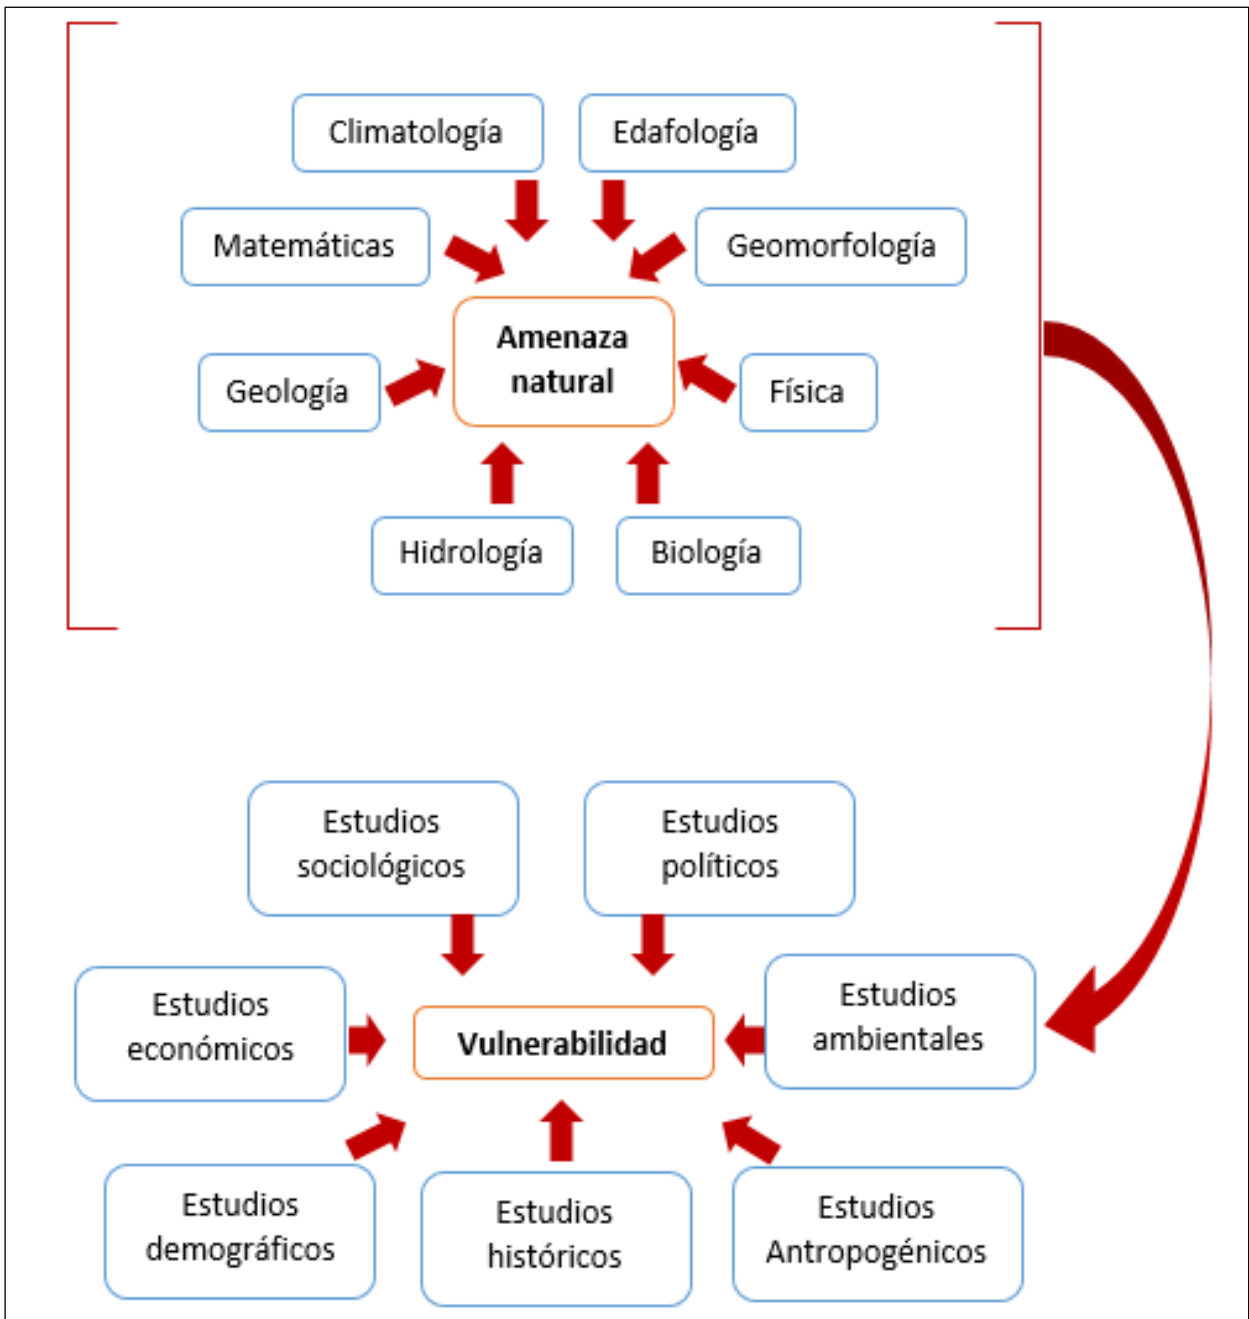 Climatología
Edafología
Matemáticas
Geomorfología
Amenaza
natural
Geología
Física
Hidrología
Biología
Estudios
sociológicos
Estudios
políticos
Estudios
económicos
Vulnerabilidad
Estudios
ambientales
Estudios
demográficos
Estudios
históricos
Estudios
Antropogénicos